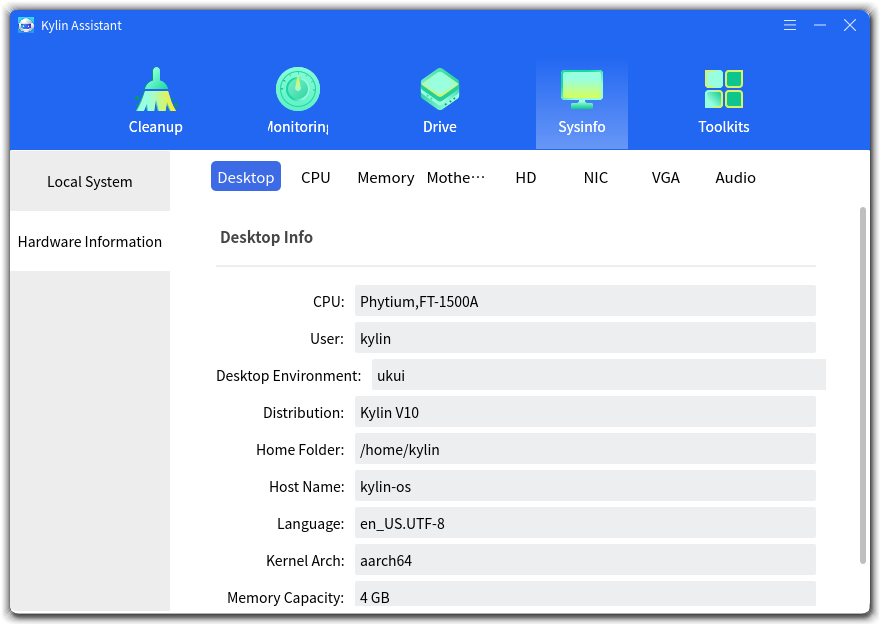 Kylin Assistant
Cleanup Monitoring Drive Sysinfo Toolkits
Local System
Hardware Information
Desktop CPU Memory Mothe··· HD NIC VGA Audio
Desktop Info
CPU: Phytium,FT-1500A
User: kylin
Desktop Environment: ukui
Distribution: Kylin V10
Home Folder: /home/kylin
Host Name: kylin-os
Language: en_US.UTF-8
Kernel Arch: aarch64
Memory Capacity: 4 GB